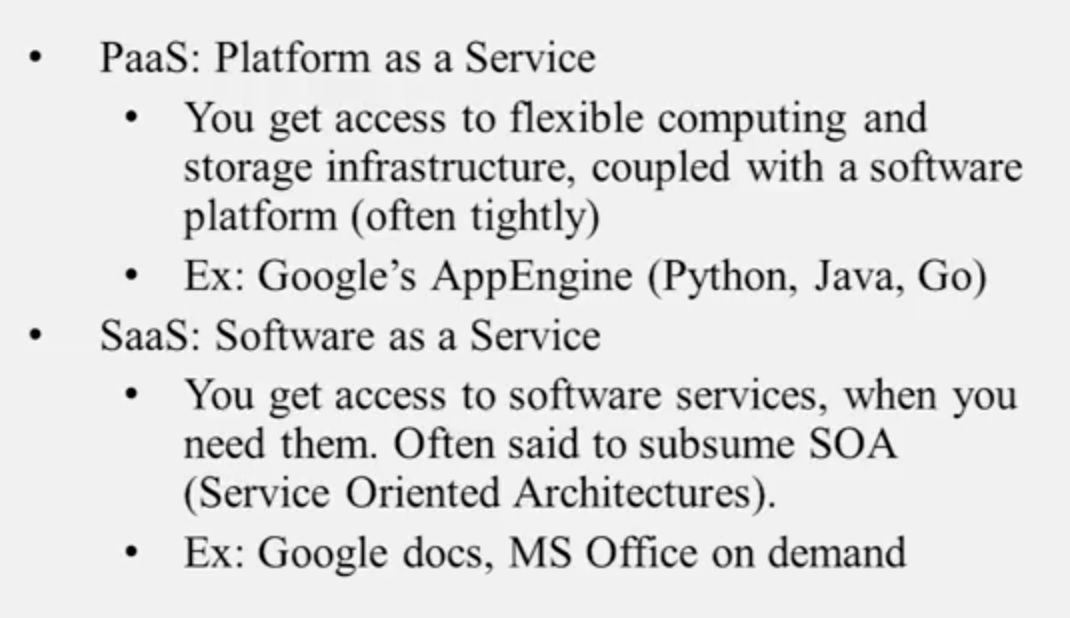 • PaaS: Platform as a Service
• You get access to flexible computing and
storage infrastructure, coupled with a software
platform (often tightly)
• Ex: Google’s AppEngine (Python, Java, Go)
• SaaS: Software as a Service
• You get access to software services, when you
need them. Often said to subsume SOA
(Service Oriented Architectures).
• Ex: Google docs, MS Office on demand